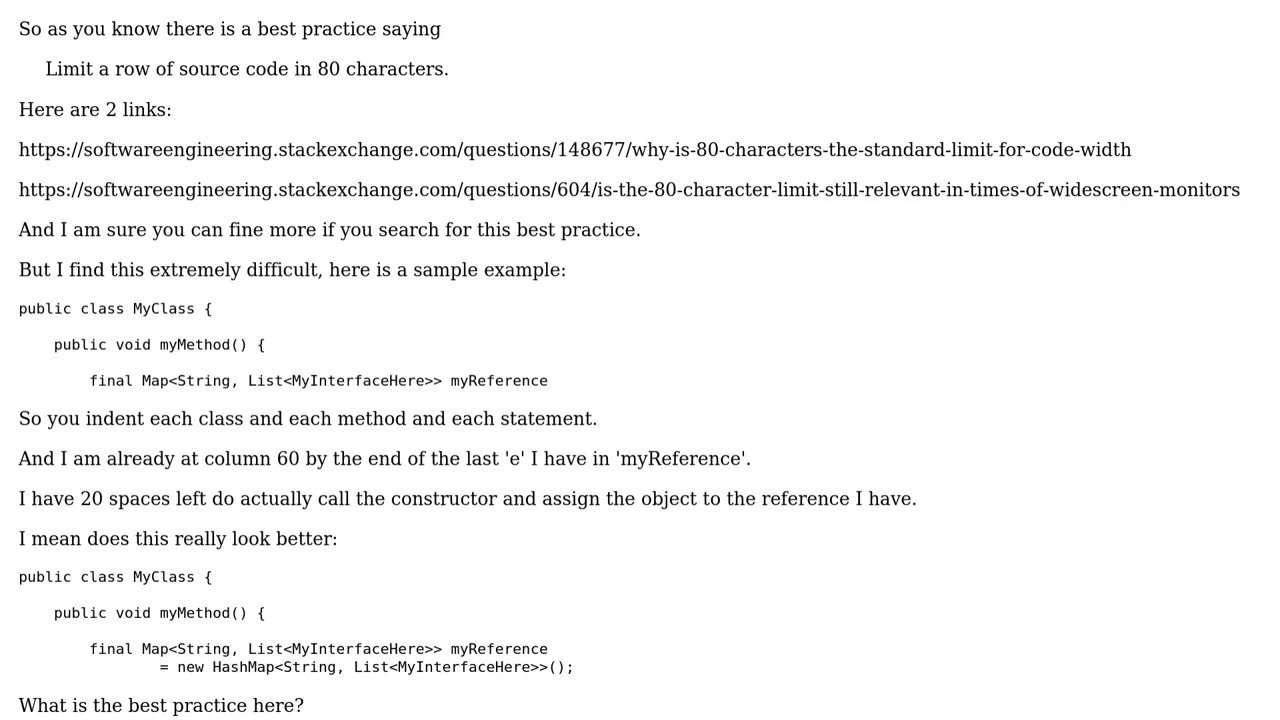 So as you know there is a best practice saying
Limit a row of source code in 80 characters.
Here are 2 links:
https://softwareengineering.stackexchange.com/questions/148677/why-is-80-characters-the-standard-limit-for-code-width
https://softwareengineering.stackexchange.com/questions/604/is-the-80-character-limit-still-relevant-in-times-of-widescreen-monitors
And I am sure you can fine more if you search for this best practice.
But I find this extremely difficult, here is a sample example:
public class MyClass {
    public void myMethod() {
        final Map<String, List<MyInterfaceHere>> myReference
So you indent each class and each method and each statement.
And I am already at column 60 by the end of the last 'e' I have in 'myReference'.
I have 20 spaces left do actually call the constructor and assign the object to the reference I have.
I mean does this really look better:
public class MyClass {
    public void myMethod() {
        final Map<String, List<MyInterfaceHere>> myReference
                = new HashMap<String, List<MyInterfaceHere>>();
What is the best practice here?